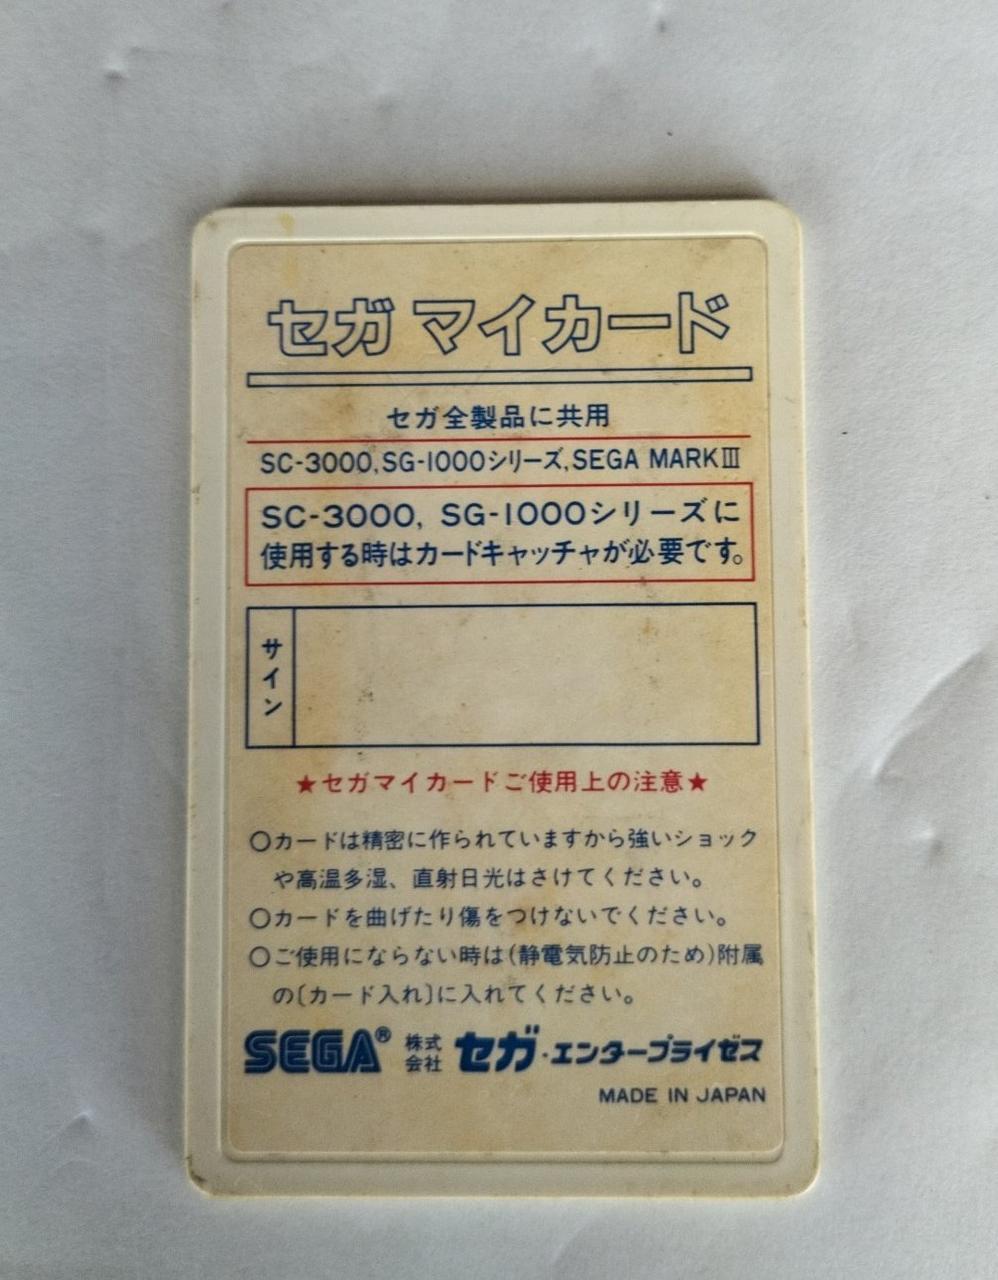 セガ マイカード
セガ全製品に共用
SC-3000,SG-1000シリーズ,SEGA MARKⅢ
SC-3000, SG-1000シリーズに
使用する時はカードキャッチャが必要です。
サイン
★セガマイカードご使用上の注意★
○カードは精密に作られていますから強いショック
や高温多湿、直射日光はさけてください。
○カードを曲げたり傷をつけないでください。
○ご使用にならない時は(静電気防止のため)附属
の〔カード入れ〕に入れてください。
SEGA® 株式会社 セガ・エンタープライゼス
MADE IN JAPAN